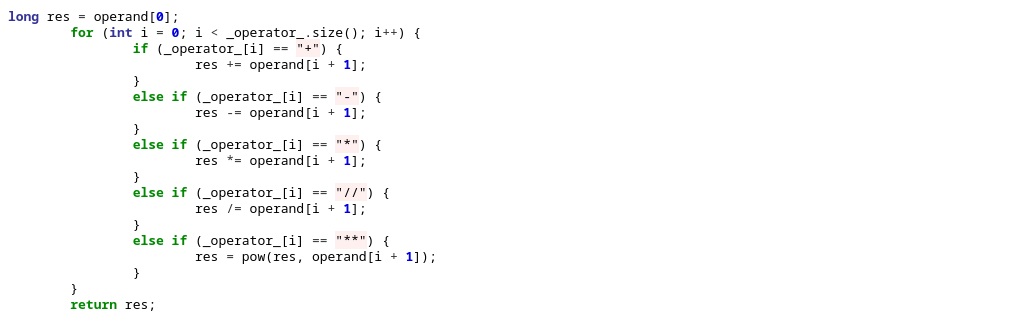 long res = operand[0];
        for (int i = 0; i < _operator_.size(); i++) {
                if (_operator_[i] == "+") {
                        res += operand[i + 1];
                }
                else if (_operator_[i] == "-") {
                        res -= operand[i + 1];
                }
                else if (_operator_[i] == "*") {
                        res *= operand[i + 1];
                }
                else if (_operator_[i] == "//") {
                        res /= operand[i + 1];
                }
                else if (_operator_[i] == "**") {
                        res = pow(res, operand[i + 1]);
                }
        }
        return res;